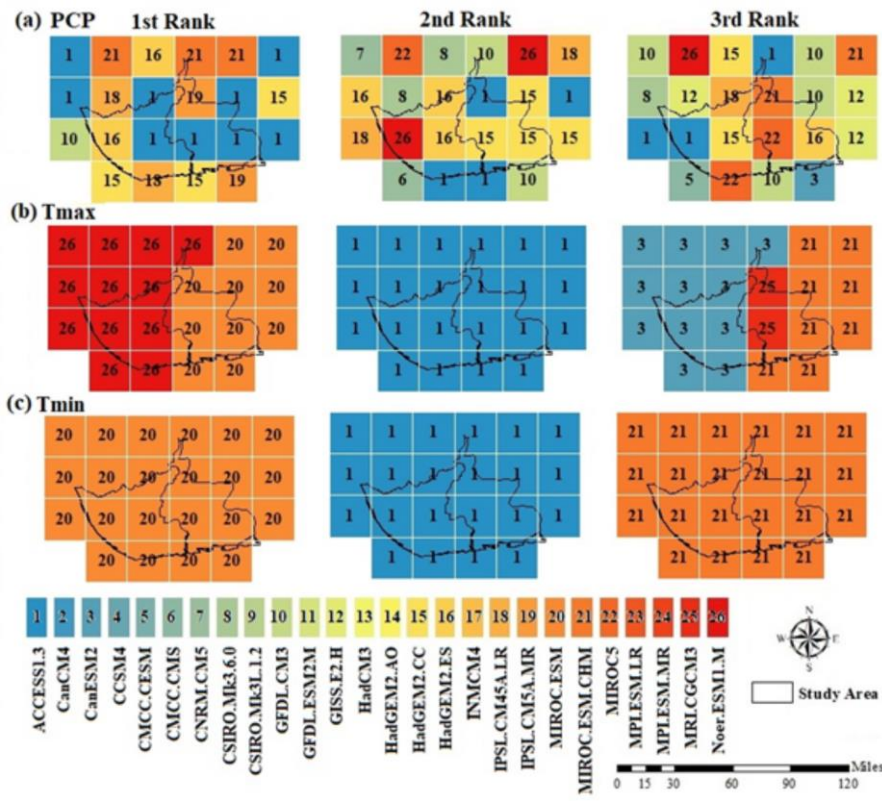 (a) PCP 1st Rank 2nd Rank 3rd Rank
1 21 16 21 21 1 7 22 8 10 26 18 10 26 15 1 10 21
1 18 1 19 1 15 16 8 16 1 15 1 8 12 18 21 10 12
10 16 1 1 1 1 18 26 16 15 15 15 1 1 15 22 16 12
15 18 15 19 6 1 1 10 5 22 10 3
(b) Tmax
26 26 26 26 20 20 1 1 1 1 1 1 3 3 3 3 21 21
26 26 26 20 20 20 1 1 1 1 1 1 3 3 3 25 21 21
26 26 26 20 20 20 1 1 1 1 1 1 3 3 3 25 21 21
26 26 20 20 1 1 1 1 3 3 21 21
(c) Tmin
20 20 20 20 20 20 1 1 1 1 1 1 21 21 21 21 21 21
20 20 20 20 20 20 1 1 1 1 1 1 21 21 21 21 21 21
20 20 20 20 20 20 1 1 1 1 1 1 21 21 21 21 21 21
20 20 20 20 1 1 1 1 21 21 21 21
1 2 3 4 5 6 7 8 9 10 11 12 13 14 15 16 17 18 19 20 21 22 23 24 25 26
ACCESS1.3
CanCM4
CanESM2
CCSM4
CMCC.CESM
CMCC.CMS
CNRM.CM5
CSIRO.Mk3.6.0
CSIRO.Mk3L.1.2
GFDL.CM3
GFDL.ESM2M
GISS.E2.H
HadCM3
HadGEM2.AO
HadGEM2.CC
HadGEM2.ES
INMCM4
IPSL.CM45A.LR
IPSL.CM5A.MR
MIROC.ESM
MIROC.ESM.CHM
MIROC5
MPI.ESM.LR
MPI.ESM.MR
MRI.CGCM3
Noer.ESM1.M
N
W E
S
Study Area
Miles
0 15 30 60 90 120